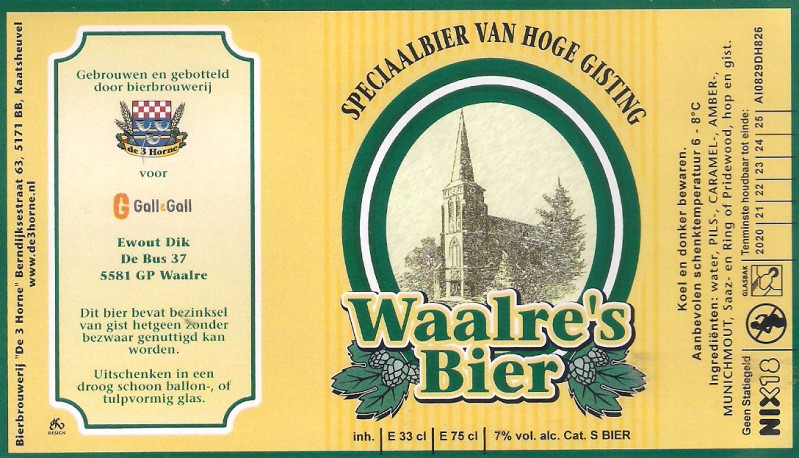 Bierbrouwerij "De 3 Horne" Berndijksestraat 63, 5171 BB, Kaatsheuvel
www.de3horne.nl
Gebrouwen en gebotteld
door bierbrouwerij
de 3 Horne
voor
G Gall&Gall
Ewout Dik
De Bus 37
5581 GP Waalre
Dit bier bevat bezinksel
van gist hetgeen zonder
bezwaar genuttigd kan
worden.
Uitschenken in een
droog schoon ballon-, of
tulpvormig glas.
DESIGN
SPECIAALBIER VAN HOGE GISTING
Waalre's
Bier
inh. E 33 cl E 75 cl 7% vol. alc. Cat. S BIER
Koel en donker bewaren.
Aanbevolen schenktemperatuur 6 - 8°C
Ingrediënten: water, PILS-, CARAMEL-, AMBER-,
MUNICHMOUT, Saaz- en Ring of Pridewood, hop en gist.
Geen Statiegeld
NIX18
GLASBAK
Tenminste houdbaar tot einde:
2020 21 22 23 24 25
AI0829DH826